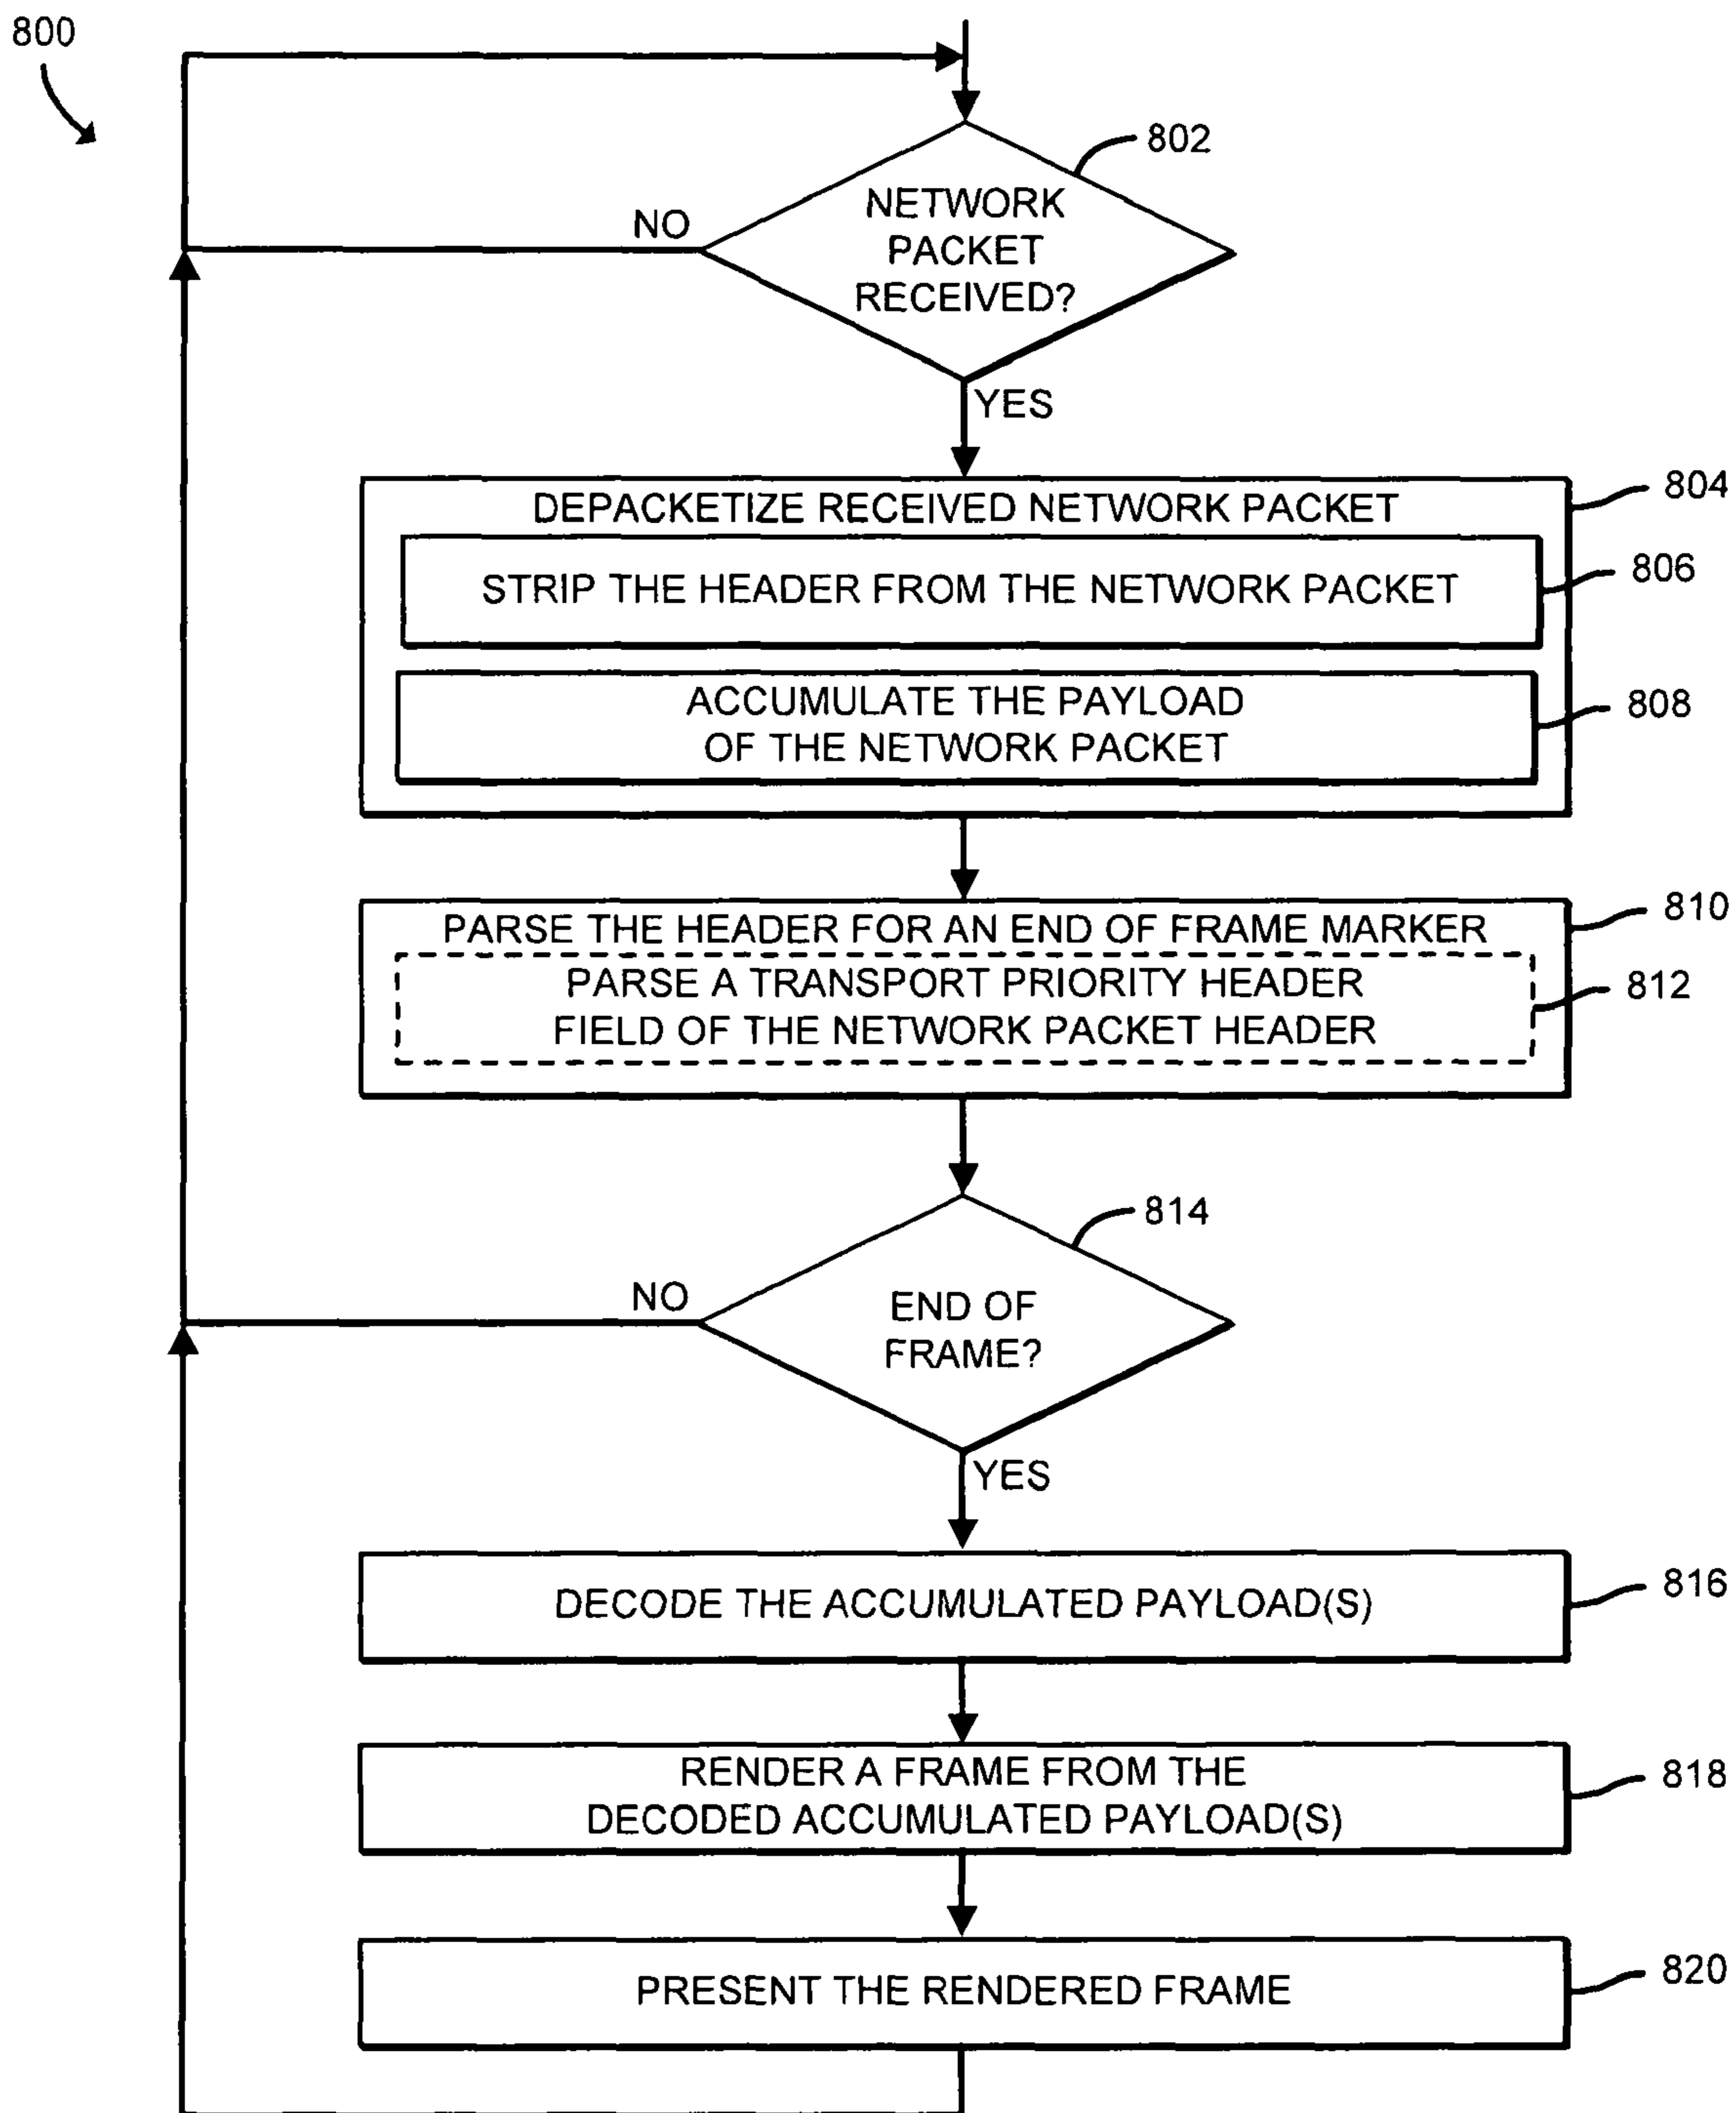 800
802
NETWORK
PACKET
RECEIVED?
NO
YES
804
DEPACKETIZE RECEIVED NETWORK PACKET
806
STRIP THE HEADER FROM THE NETWORK PACKET
808
ACCUMULATE THE PAYLOAD
OF THE NETWORK PACKET
810
PARSE THE HEADER FOR AN END OF FRAME MARKER
812
PARSE A TRANSPORT PRIORITY HEADER
FIELD OF THE NETWORK PACKET HEADER
814
NO
END OF
FRAME?
YES
816
DECODE THE ACCUMULATED PAYLOAD(S)
818
RENDER A FRAME FROM THE
DECODED ACCUMULATED PAYLOAD(S)
820
PRESENT THE RENDERED FRAME